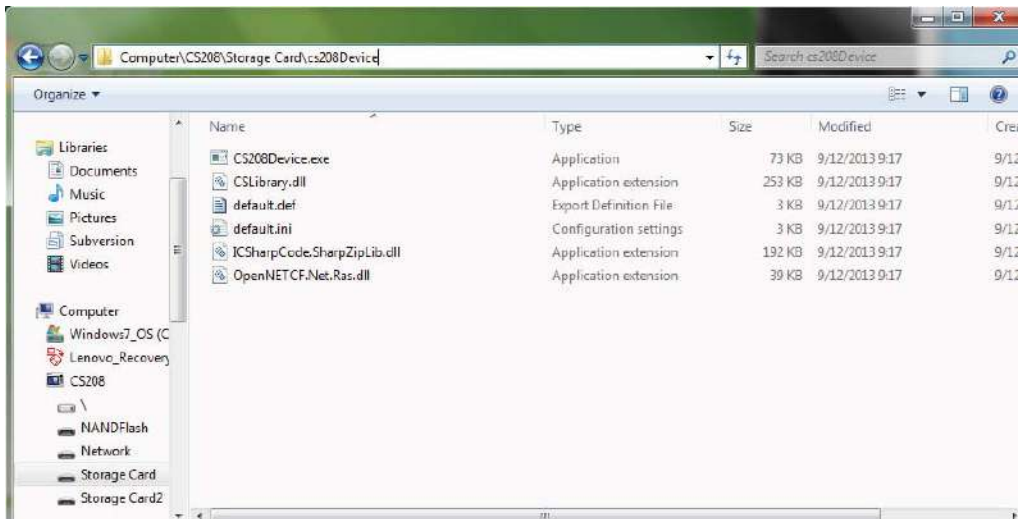 Computer\CS208\Storage Card\cs208Device
Search cs208Device
Organize
Name Type Size Modified Crea
CS208Device.exe Application 73 KB 9/12/2013 9:17 9/12
CSLibrary.dll Application extension 253 KB 9/12/2013 9:17 9/12
default.def Export Definition File 3 KB 9/12/2013 9:17 9/12
default.ini Configuration settings 3 KB 9/12/2013 9:17 9/12
ICSharpCode.SharpZipLib.dll Application extension 192 KB 9/12/2013 9:17 9/12
OpenNETCF.Net.Ras.dll Application extension 39 KB 9/12/2013 9:17 9/12
Libraries
Documents
Music
Pictures
Subversion
Videos
Computer
Windows7_OS (C
Lenovo_Recovery
CS208
\
NANDFlash
Network
Storage Card
Storage Card2